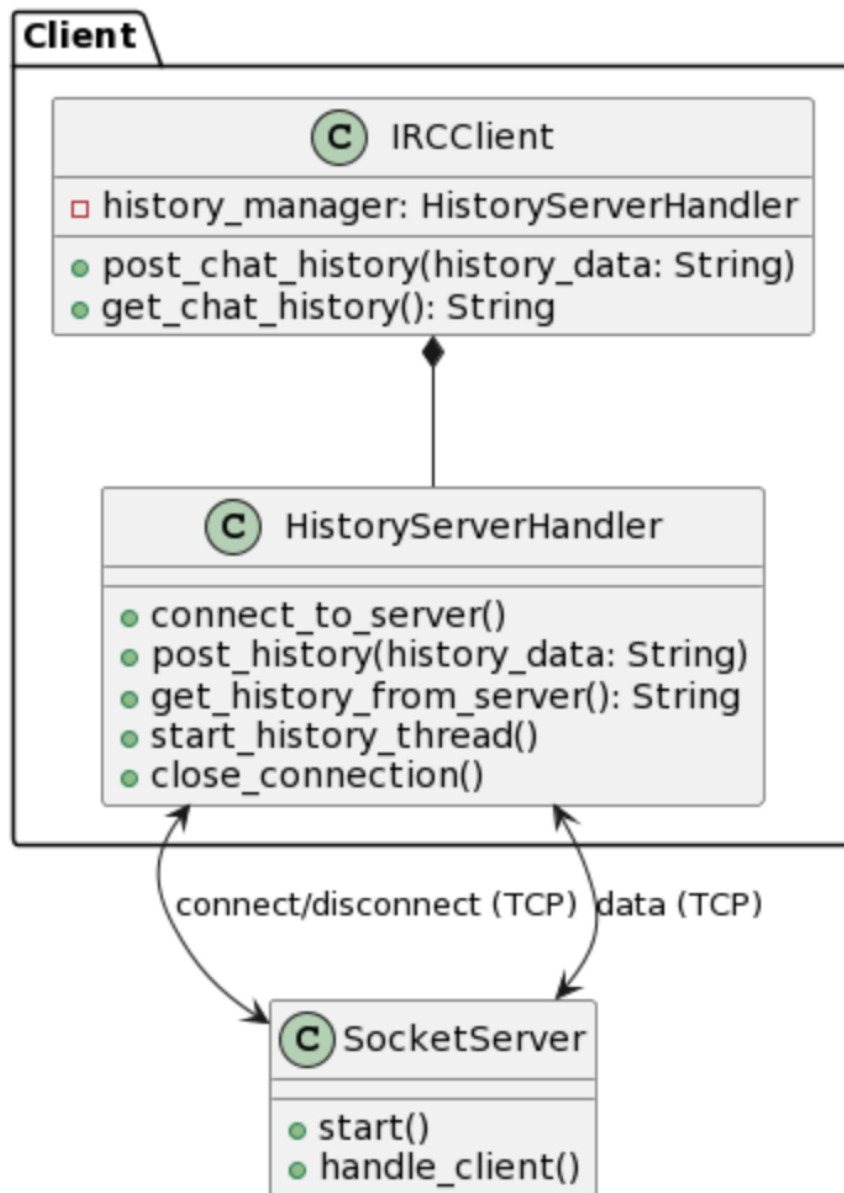 Client
C IRCClient
history_manager: HistoryServerHandler
post_chat_history(history_data: String)
get_chat_history(): String
C HistoryServerHandler
connect_to_server()
post_history(history_data: String)
get_history_from_server(): String
start_history_thread()
close_connection()
connect/disconnect (TCP) data (TCP)
C SocketServer
start()
handle_client()